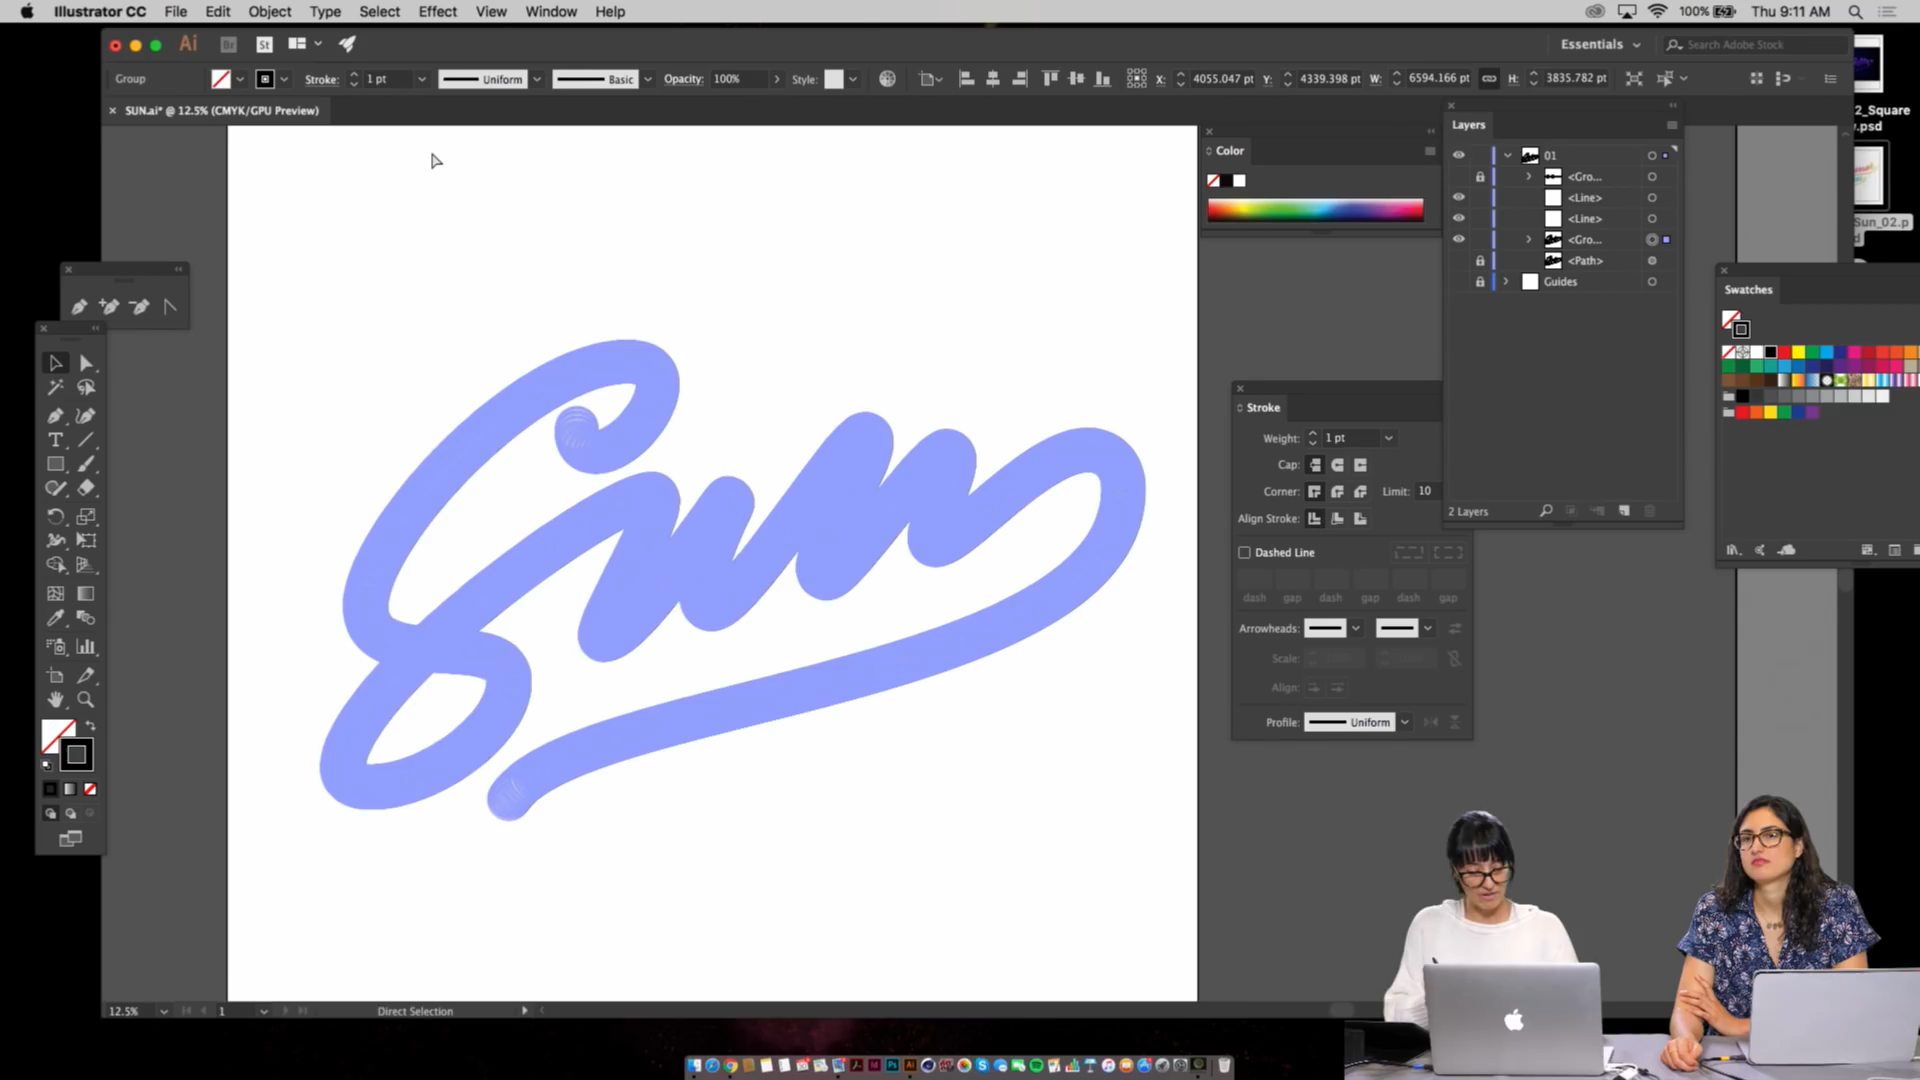 Illustrator CC File Edit Object Type Select Effect View Window Help 100% Thu 9:11 AM
Ai Br St Essentials Search Adobe Stock
Group Stroke: 1 pt Uniform Basic Opacity: 100% Style: X: 4055.047 pt Y: 4339.398 pt W: 6594.166 pt H: 3835.782 pt
SUN.ai* @ 12.5% (CMYK/GPU Preview)
2_Square
.psd
Layers
Color
01
<Gro...
<Line>
<Line>
<Gro...
<Path>
Guides
2 Layers
Sun_02.p
d
Swatches
Sun
Stroke
Weight: 1 pt
Cap:
Corner: Limit: 10
Align Stroke:
Dashed Line
dash gap dash gap dash gap
Arrowheads:
Scale:
Align:
Profile: Uniform
12.5% 1 Direct Selection